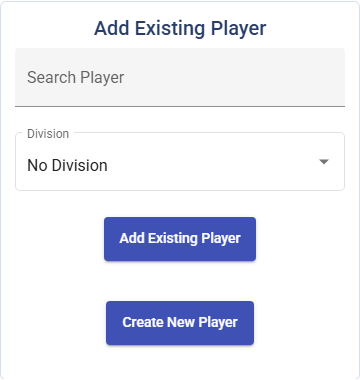 Add Existing Player
Search Player
Division
No Division
Add Existing Player
Create New Player